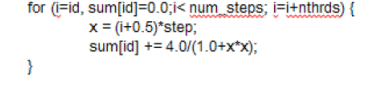 for (i=id, sum[id]=0.0;i< num_steps; i=i+nthrds) {
x = (i+0.5)*step;
sum[id] += 4.0/(1.0+x*x);
}